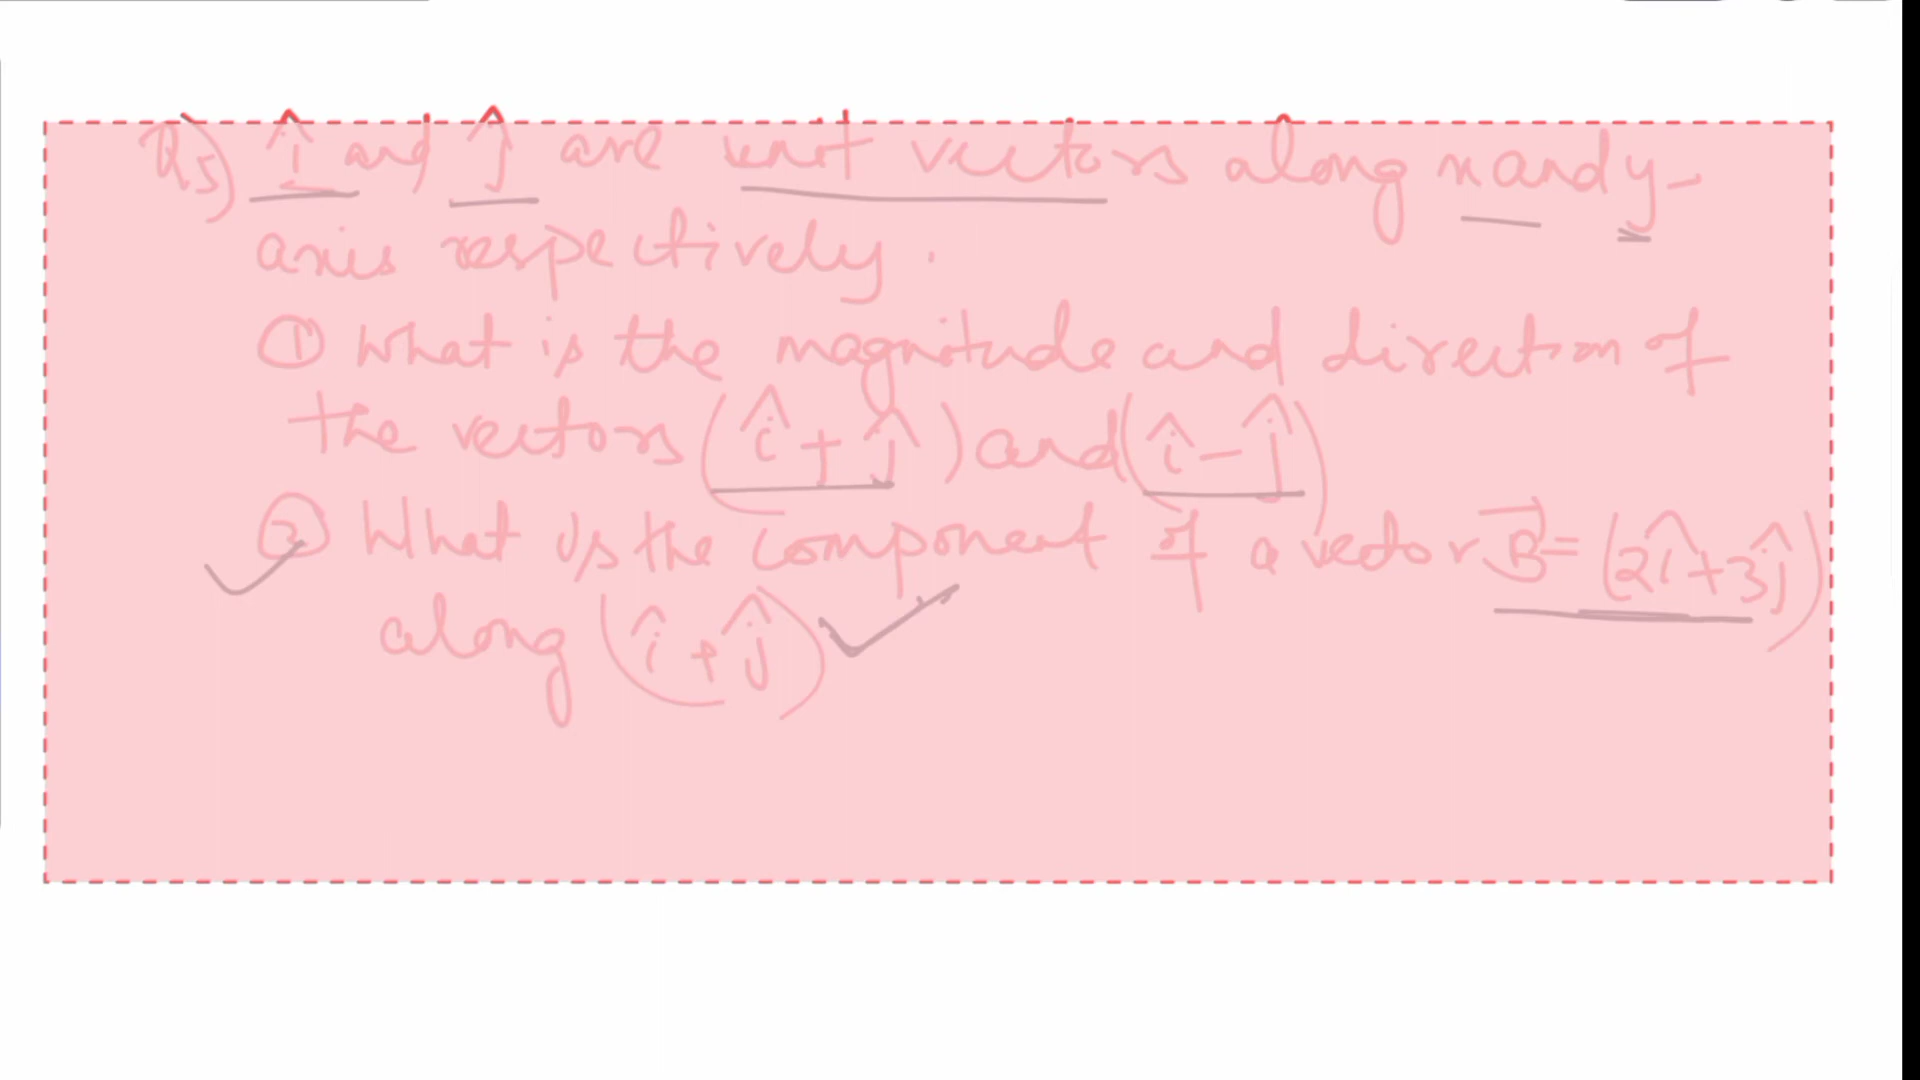 Q5) î and ĵ are unit vectors along x and y-
axis respectively.
① What is the magnitude and direction of
the vectors (î + ĵ) and (î - ĵ)
② What is the component of a vector B⃗ = (2î + 3ĵ)
along (î + ĵ)